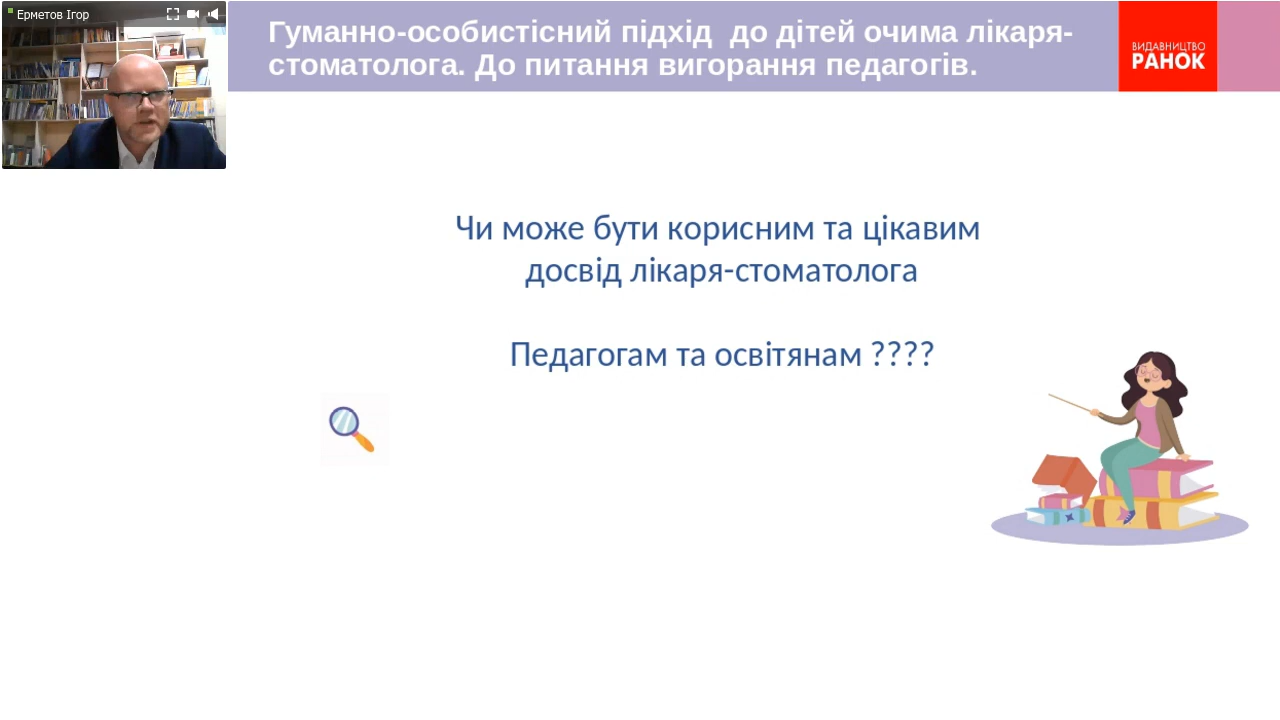 Ерметов Ігор
Гуманно-особистісний підхід  до дітей очима лікаря-
стоматолога. До питання вигорання педагогів.
ВИДАВНИЦТВО
РАНОК
Чи може бути корисним та цікавим
досвід лікаря-стоматолога
Педагогам та освітянам ????